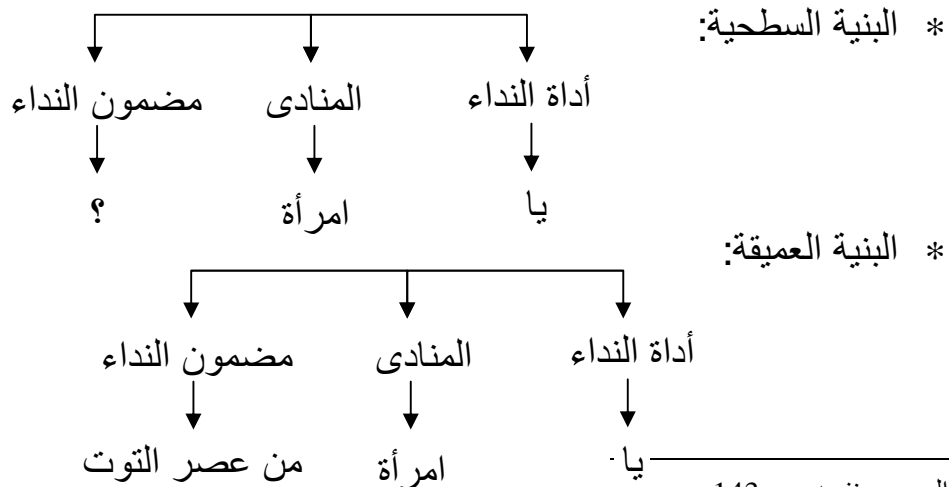 * البنية السطحية:
أداة النداء المنادى مضمون النداء
يا امرأة ؟
* البنية العميقة:
أداة النداء المنادى مضمون النداء
يا امرأة من عصر التوت
143